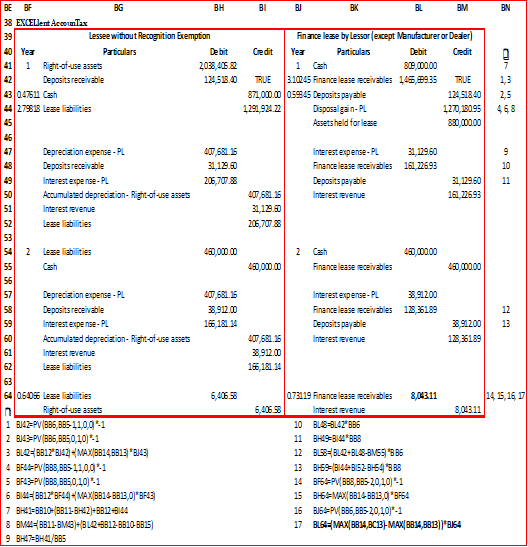 BE BF BG BH BI BJ BK BL BM BN
38 EXCELlent AccounTax
39 Lessee without Recognition Exemption Finance lease by Lessor (except Manufacturer or Dealer)
40 Year Particulars Debit Credit Year Particulars Debit Credit
41 1 Right-of-use assets 2,038,405.82 1 Cash 809,000.00 7
42 Deposits receivable 124,518.40 TRUE 3.10245 Finance lease receivables 1,465,699.35 TRUE 1, 3
43 0.47611 Cash 871,000.00 0.59345 Deposits payable 124,518.40 2, 5
44 2.79818 Lease liabilities 1,291,924.22 Disposal gain - PL 1,270,180.95 4, 6, 8
45 Assets held for lease 880,000.00
46
47 Depreciation expense - PL 407,681.16 Interest expense - PL 31,129.60 9
48 Deposits receivable 31,129.60 Finance lease receivables 161,226.93 10
49 Interest expense - PL 206,707.88 Deposits payable 31,129.60 11
50 Accumulated depreciation - Right-of-use assets 407,681.16 Interest revenue 161,226.93
51 Interest revenue 31,129.60
52 Lease liabilities 206,707.88
53
54 2 Lease liabilities 460,000.00 2 Cash 460,000.00
55 Cash 460,000.00 Finance lease receivables 460,000.00
56
57 Depreciation expense - PL 407,681.16 Interest expense - PL 38,912.00
58 Deposits receivable 38,912.00 Finance lease receivables 128,361.89 12
59 Interest expense - PL 166,181.14 Deposits payable 38,912.00 13
60 Accumulated depreciation - Right-of-use assets 407,681.16 Interest revenue 128,361.89
61 Interest revenue 38,912.00
62 Lease liabilities 166,181.14
63
64 0.64066 Lease liabilities 6,406.58 0.73119 Finance lease receivables 8,043.11 14, 15, 16, 17
Right-of-use assets 6,406.58 Interest revenue 8,043.11
1 BJ42=PV(BB6,BB5-1,1,0,0)*-1
2 BJ43=PV(BB6,BB5,0,1,0)*-1
3 BL42=(BB12*BJ42)+(MAX(BB14,BB13)*BJ43)
4 BF44=PV(BB8,BB5-1,1,0,0)*-1
5 BF43=PV(BB8,BB5,0,1,0)*-1
6 BI44=(BB12*BF44)+(MAX(BB14-BB13,0)*BF43)
7 BH41=BB10+(BB11-BH42)+BB12+BI44
8 BM44=(BB11-BM43)+(BL42+BB12-BB10-BB15)
9 BH47=BH41/BB5
10 BL48=BL42*BB6
11 BH49=BI44*BB8
12 BL58=(BL42+BL48-BM55)*BB6
13 BH59=(BI44+BI52-BH54)*BB8
14 BF64=PV(BB8,BB5-2,0,1,0)*-1
15 BH64=MAX(BB14-BB13,0)*BF64
16 BJ64=PV(BB6,BB5-2,0,1,0)*-1
17 BL64=(MAX(BB14,BC13)-MAX(BB14,BB13))*BJ64